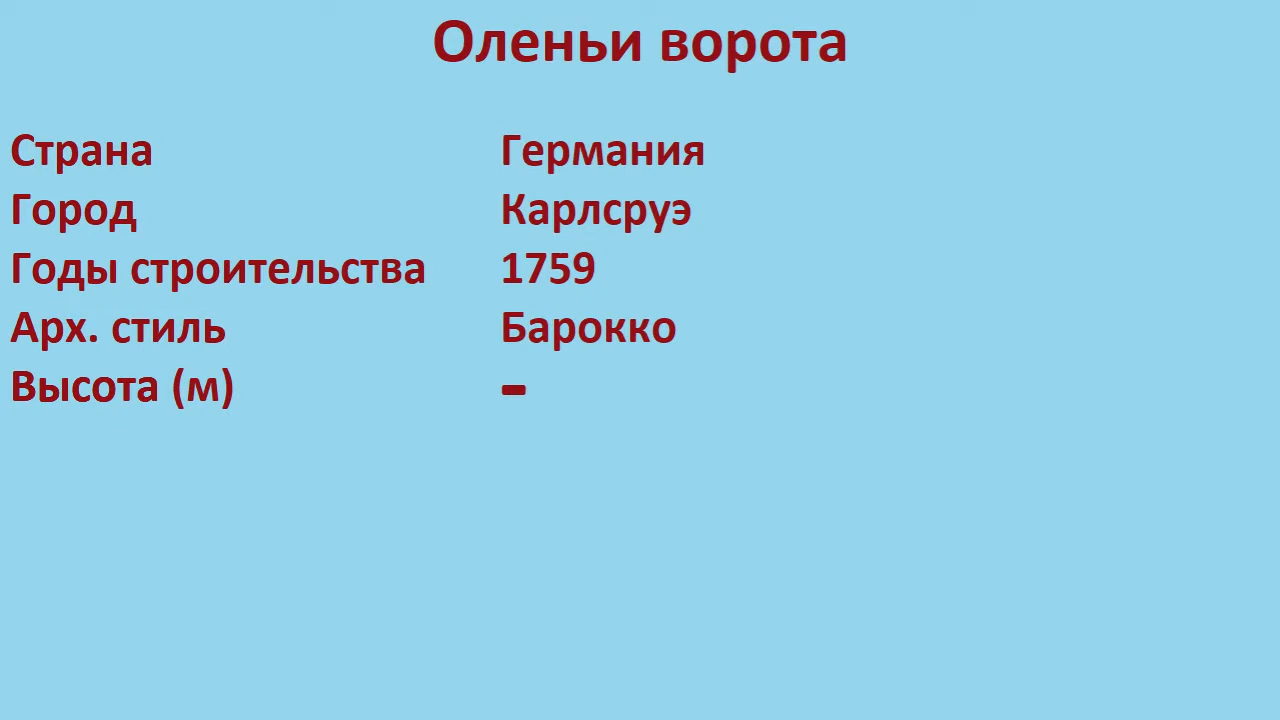 Оленьи ворота
Страна Германия
Город Карлсруэ
Годы строительства 1759
Арх. стиль Барокко
Высота (м) -